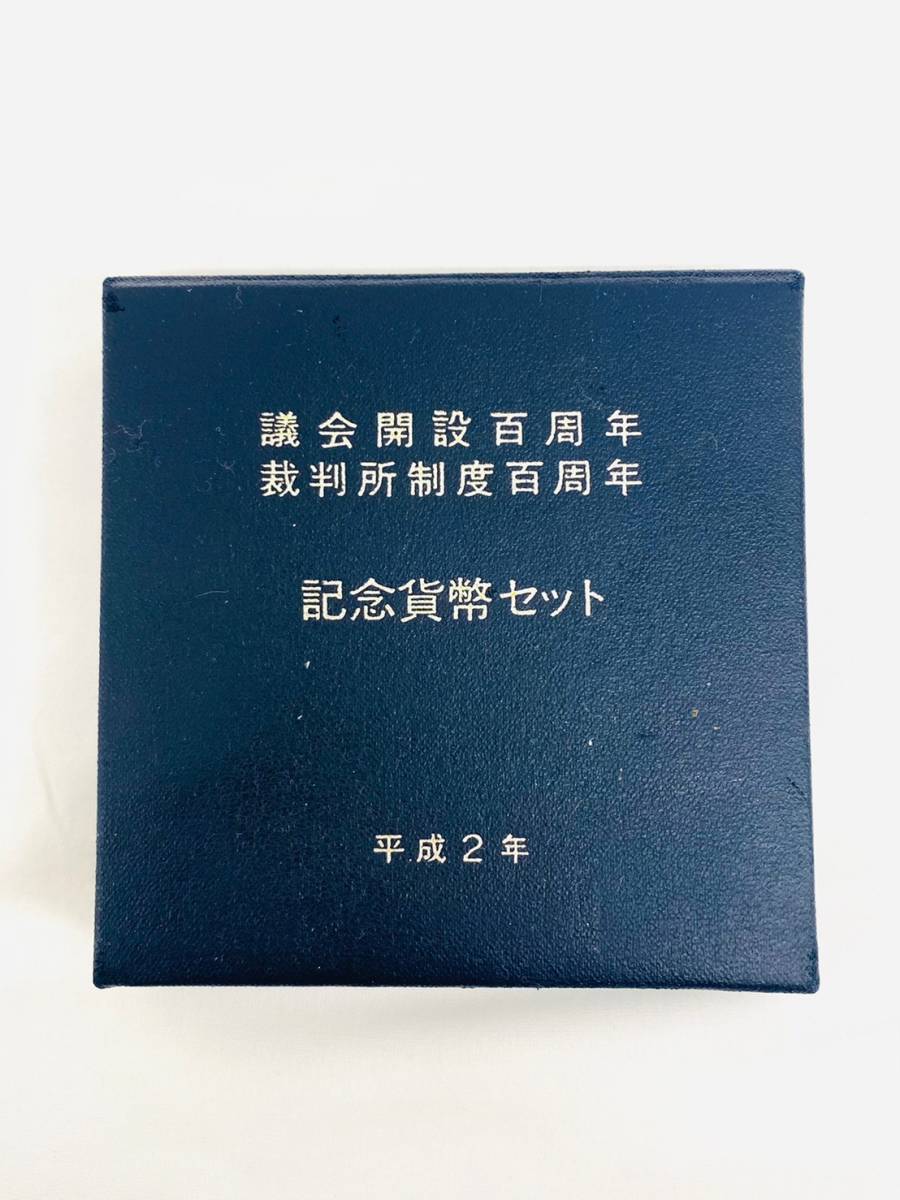 議会開設百周年
裁判所制度百周年
記念貨幣セット
平成2年